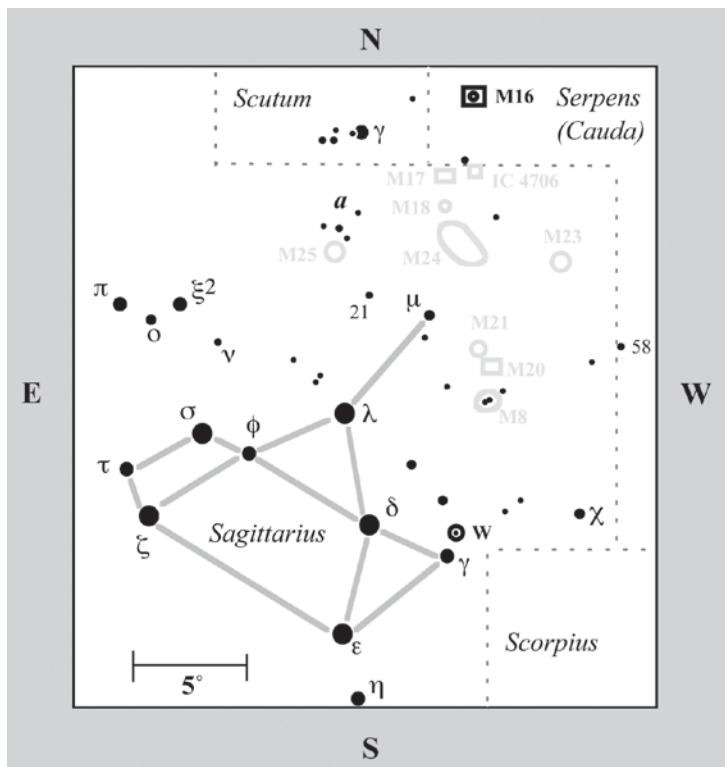 N
Scutum
M16
Serpens
(Cauda)
γ
M17
IC 4706
a
M18
M25
M24
M23
π
ξ2
ο
21
μ
ν
M21
58
M20
E
W
M8
σ
φ
λ
τ
δ
χ
ζ
Sagittarius
w
γ
ε
Scorpius
5°
η
S